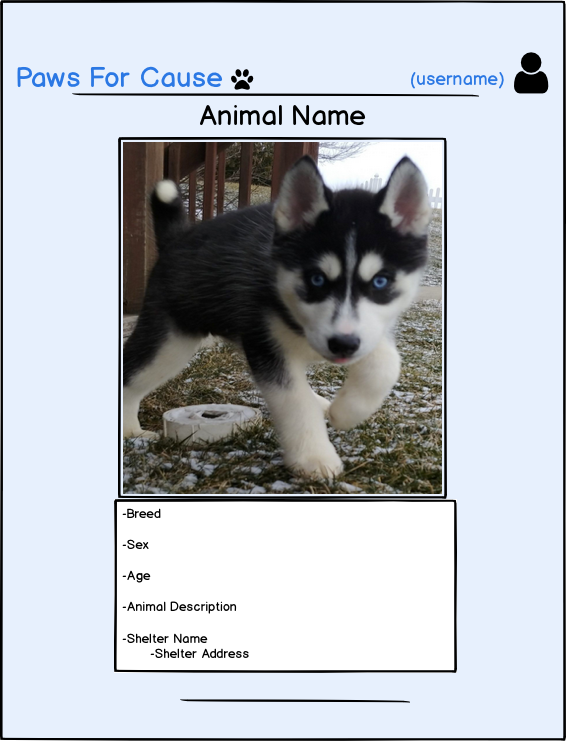 Paws For Cause
(username)
Animal Name
-Breed
-Sex
-Age
-Animal Description
-Shelter Name
-Shelter Address